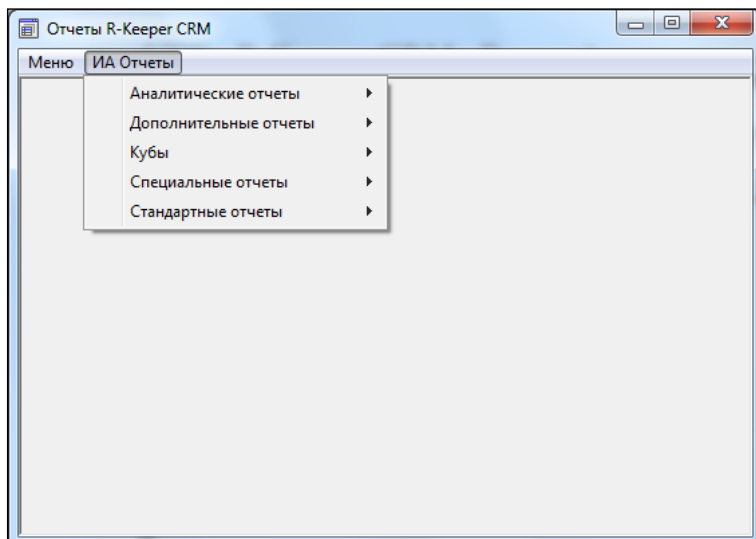 Отчеты R-Keeper CRM
Меню ИА Отчеты
Аналитические отчеты
Дополнительные отчеты
Кубы
Специальные отчеты
Стандартные отчеты